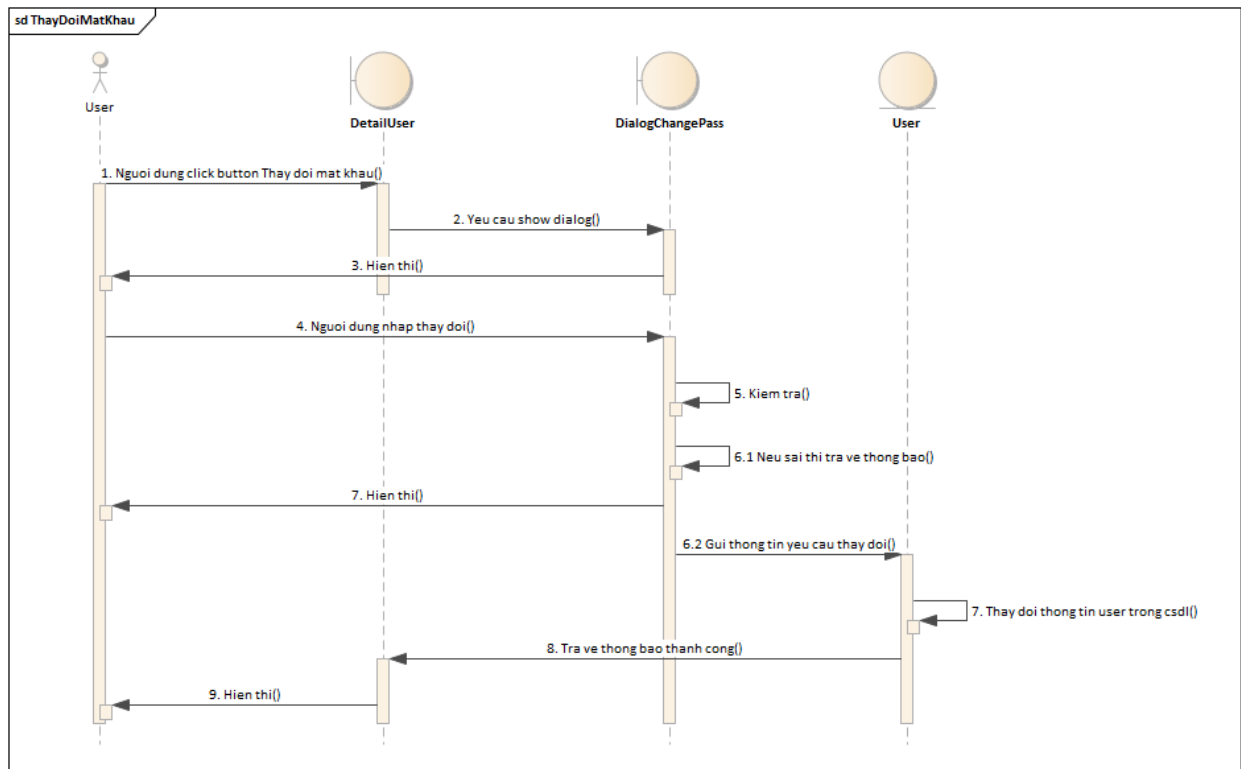 sd ThayDoiMatKhau
User
DetailUser
DialogChangePass
User
1. Nguoi dung click button Thay doi mat khau()
2. Yeu cau show dialog()
3. Hien thi()
4. Nguoi dung nhap thay doi()
5. Kiem tra()
6.1 Neu sai thi tra ve thong bao()
7. Hien thi()
6.2 Gui thong tin yeu cau thay doi()
7. Thay doi thong tin user trong csdl()
8. Tra ve thong bao thanh cong()
9. Hien thi()